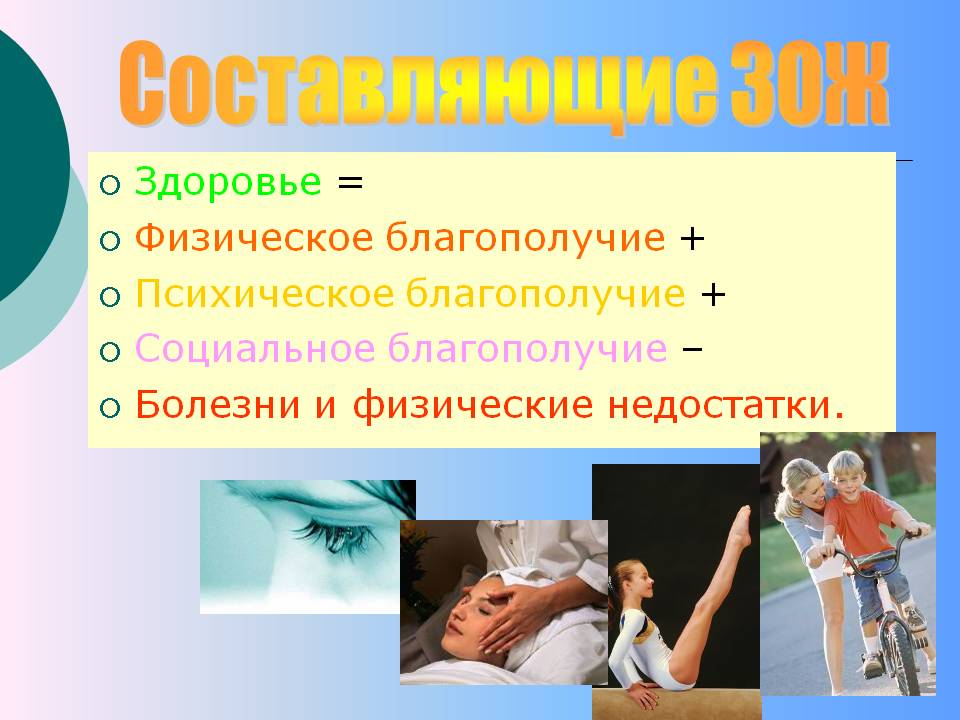 Составляющие ЗОЖ
Здоровье =
Физическое благополучие +
Психическое благополучие +
Социальное благополучие –
Болезни и физические недостатки.